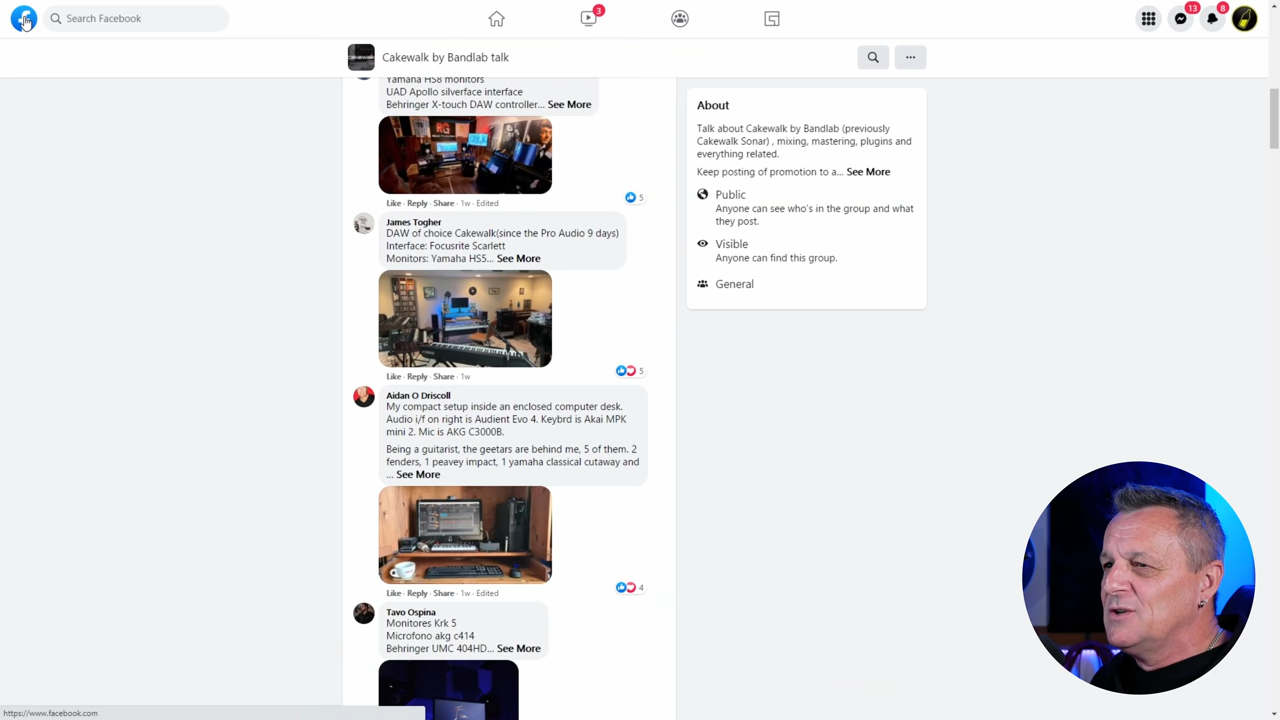 Search Facebook
3
13
8
Cakewalk by Bandlab talk
Yamaha HS8 monitors
UAD Apollo silverface interface
Behringer X-touch DAW controller... See More
Like · Reply · Share · 1w · Edited
5
James Togher
DAW of choice Cakewalk(since the Pro Audio 9 days)
Interface: Focusrite Scarlett
Monitors: Yamaha HS5... See More
Like · Reply · Share · 1w
5
Aidan O Driscoll
My compact setup inside an enclosed computer desk.
Audio i/f on right is Audient Evo 4. Keybrd is Akai MPK
mini 2. Mic is AKG C3000B.
Being a guitarist, the geetars are behind me, 5 of them. 2
fenders, 1 peavey impact, 1 yamaha classical cutaway and
... See More
Like · Reply · Share · 1w · Edited
4
Tavo Ospina
Monitores Krk 5
Microfono akg c414
Behringer UMC 404HD... See More
About
Talk about Cakewalk by Bandlab (previously
Cakewalk Sonar) , mixing, mastering, plugins and
everything related.
Keep posting of promotion to a... See More
Public
Anyone can see who's in the group and what
they post.
Visible
Anyone can find this group.
General
https://www.facebook.com